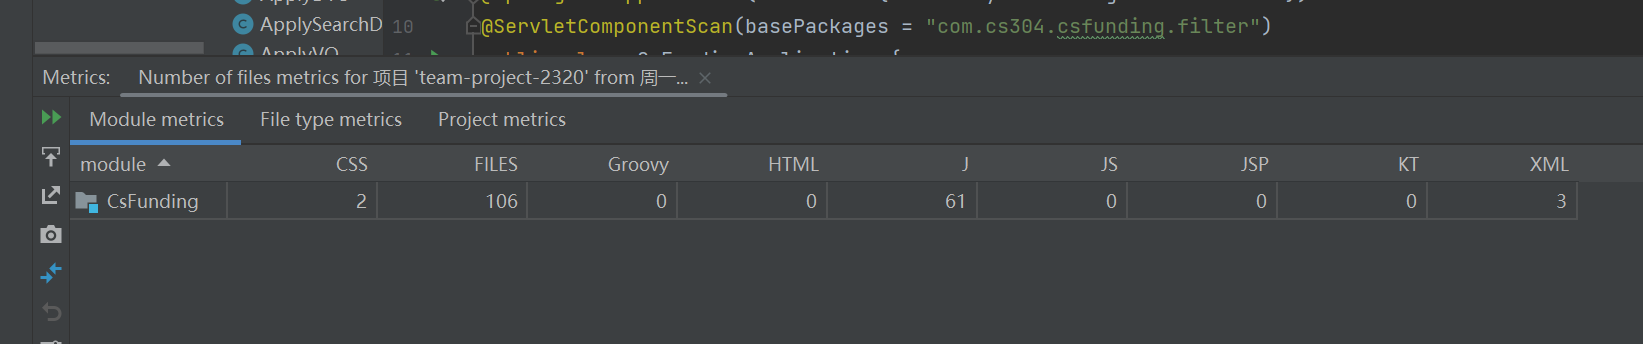 ApplySearchD
10 @ServletComponentScan(basePackages = "com.cs304.csfunding.filter")
ApplyVO
Metrics: Number of files metrics for 项目 'team-project-2320' from 周一...
Module metrics File type metrics Project metrics
module CSS FILES Groovy HTML J JS JSP KT XML
CsFunding 2 106 0 0 61 0 0 0 3